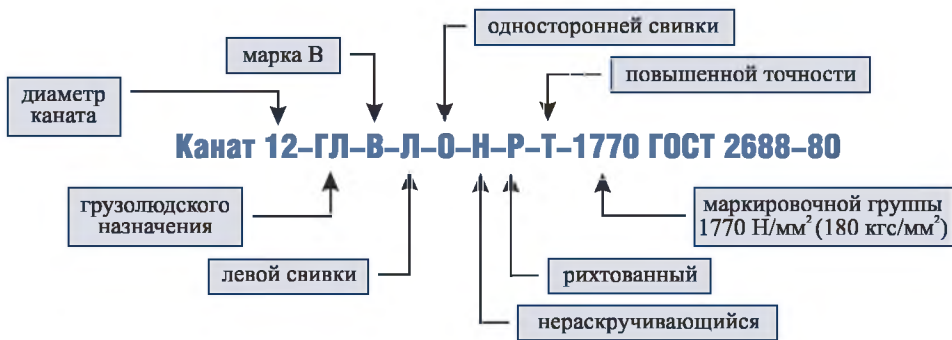 односторонней свивки
марка В
повышенной точности
диаметр
каната
Канат 12–ГЛ–В–Л–О–Н–Р–Т–1770 ГОСТ 2688–80
грузолюдского
назначения
маркировочной группы
1770 Н/мм² (180 кгс/мм²)
левой свивки
рихтованный
нераскручивающийся